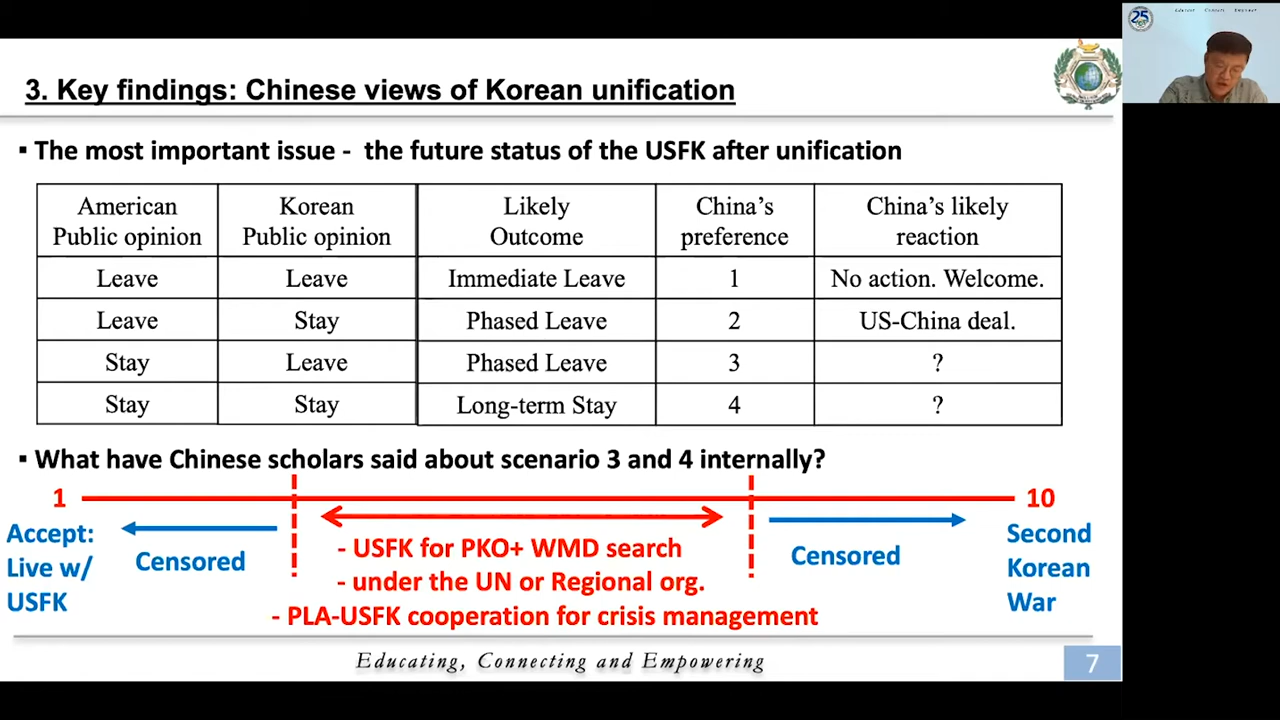 3. Key findings: Chinese views of Korean unification
▪ The most important issue - the future status of the USFK after unification
American Public opinion | Korean Public opinion | Likely Outcome | China's preference | China's likely reaction
Leave | Leave | Immediate Leave | 1 | No action. Welcome.
Leave | Stay | Phased Leave | 2 | US-China deal.
Stay | Leave | Phased Leave | 3 | ?
Stay | Stay | Long-term Stay | 4 | ?
▪ What have Chinese scholars said about scenario 3 and 4 internally?
1
10
Accept:
Live w/
USFK
Censored
- USFK for PKO+ WMD search
- under the UN or Regional org.
- PLA-USFK cooperation for crisis management
Censored
Second
Korean
War
Educating, Connecting and Empowering
7
25